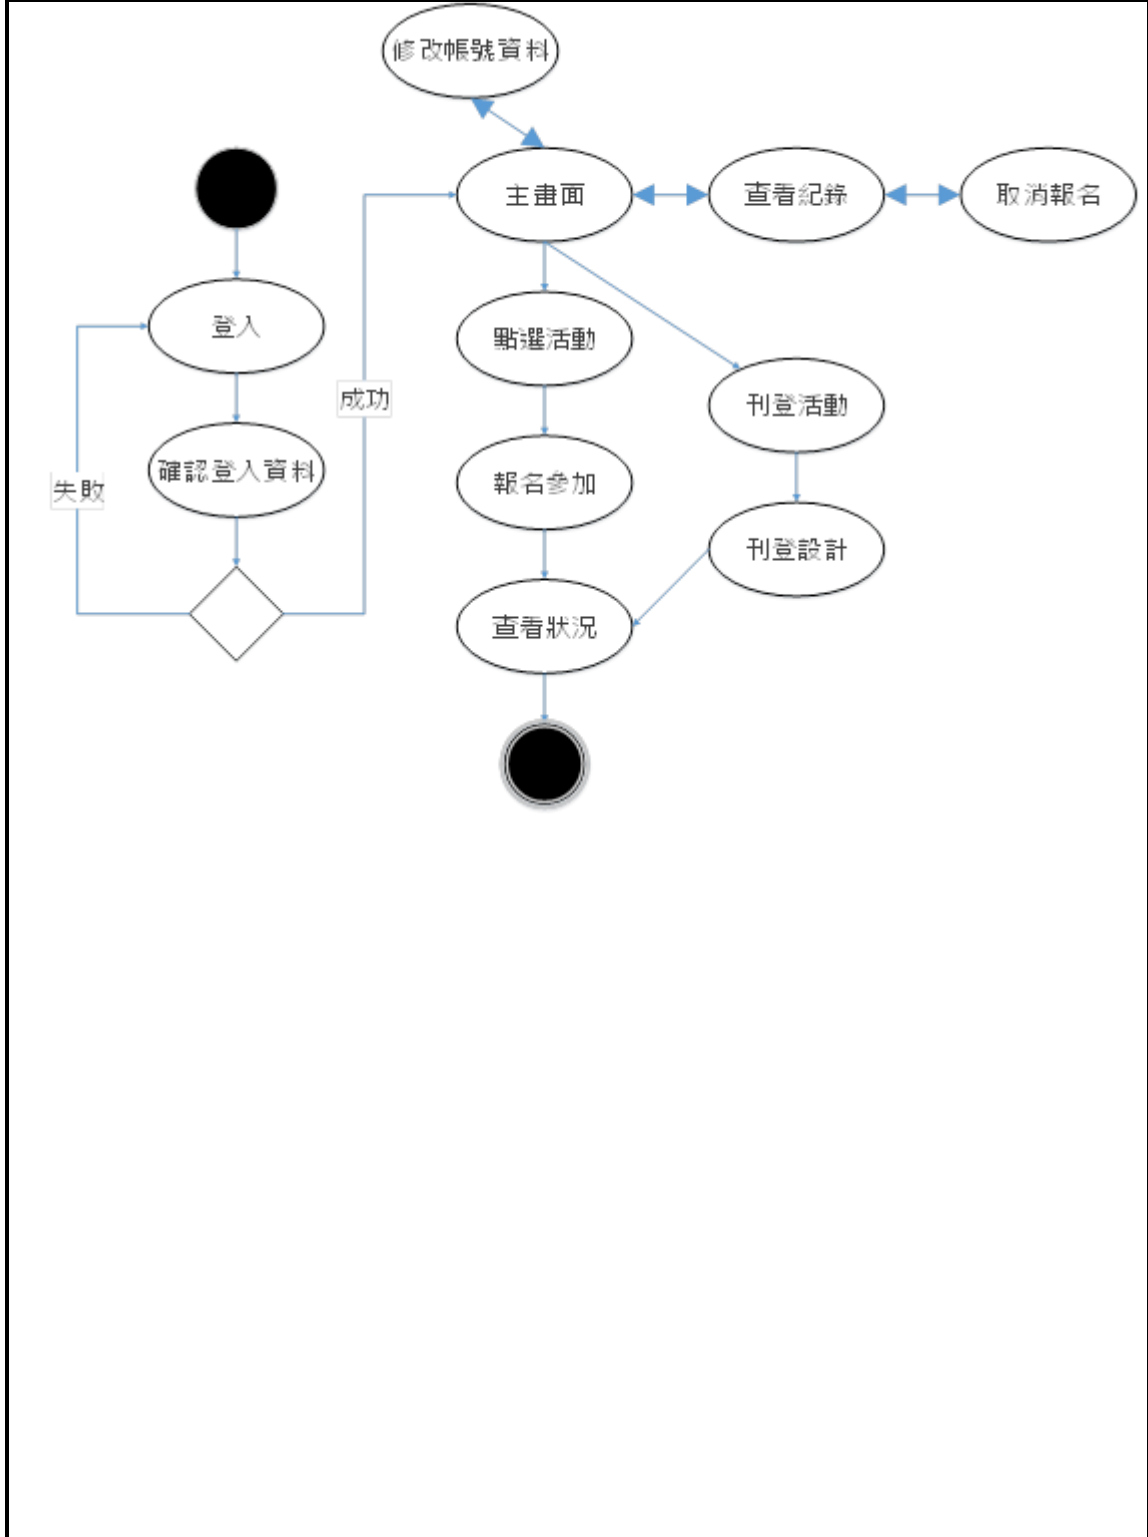 修改帳號資料
主畫面
查看紀錄
取消報名
登入
點選活動
成功
刊登活動
確認登入資料
失敗
報名參加
刊登設計
查看狀況